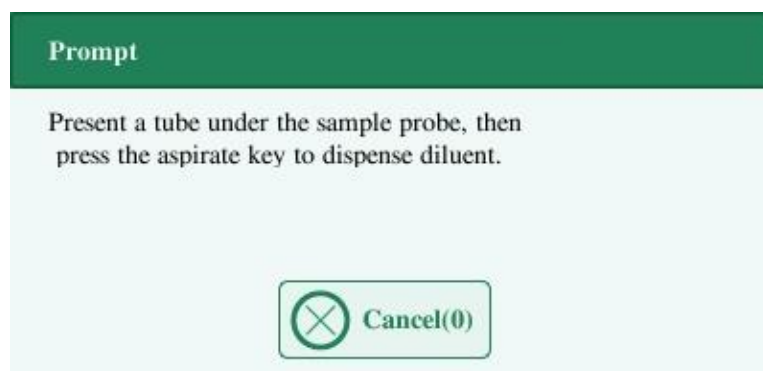 Prompt
Present a tube under the sample probe, then
press the aspirate key to dispense diluent.
Cancel(0)